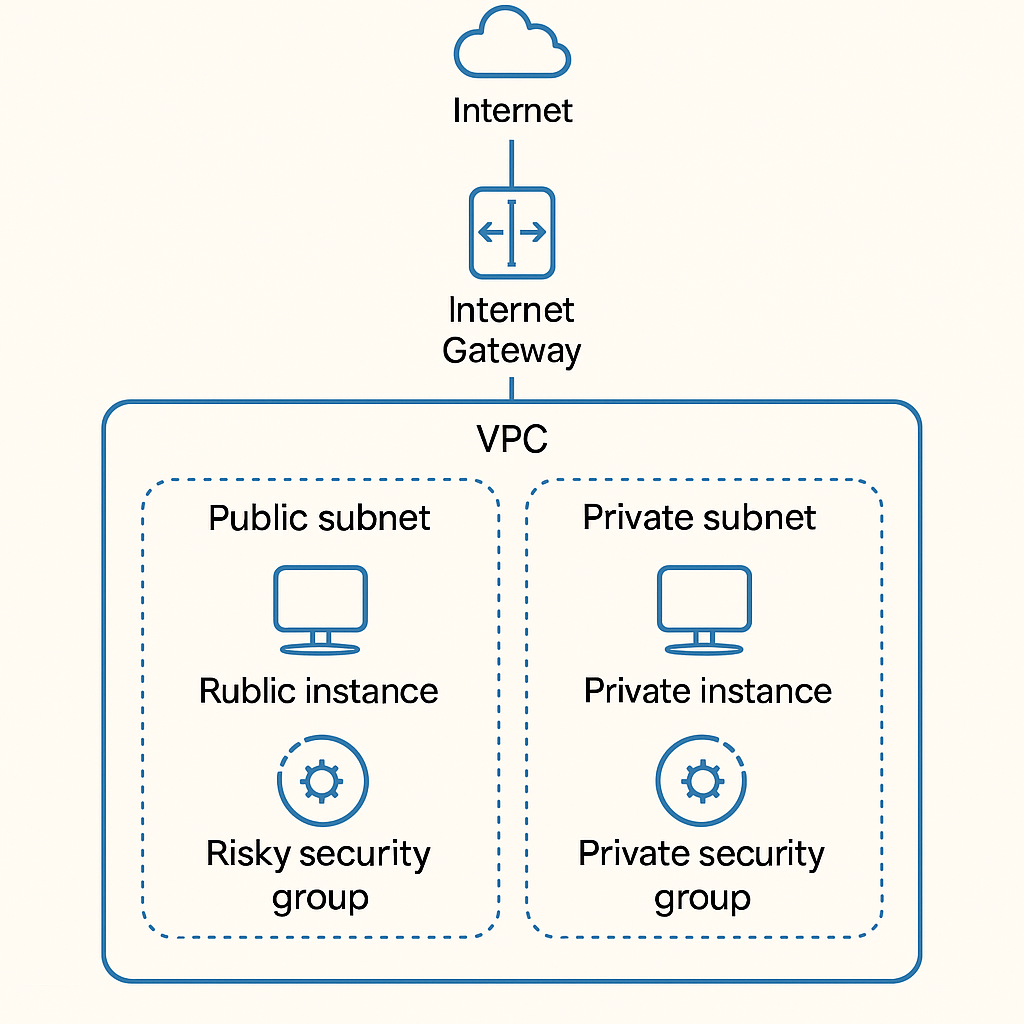 Internet
Internet
Gateway
VPC
Public subnet
Rublic instance
Risky security
group
Private subnet
Private instance
Private security
group